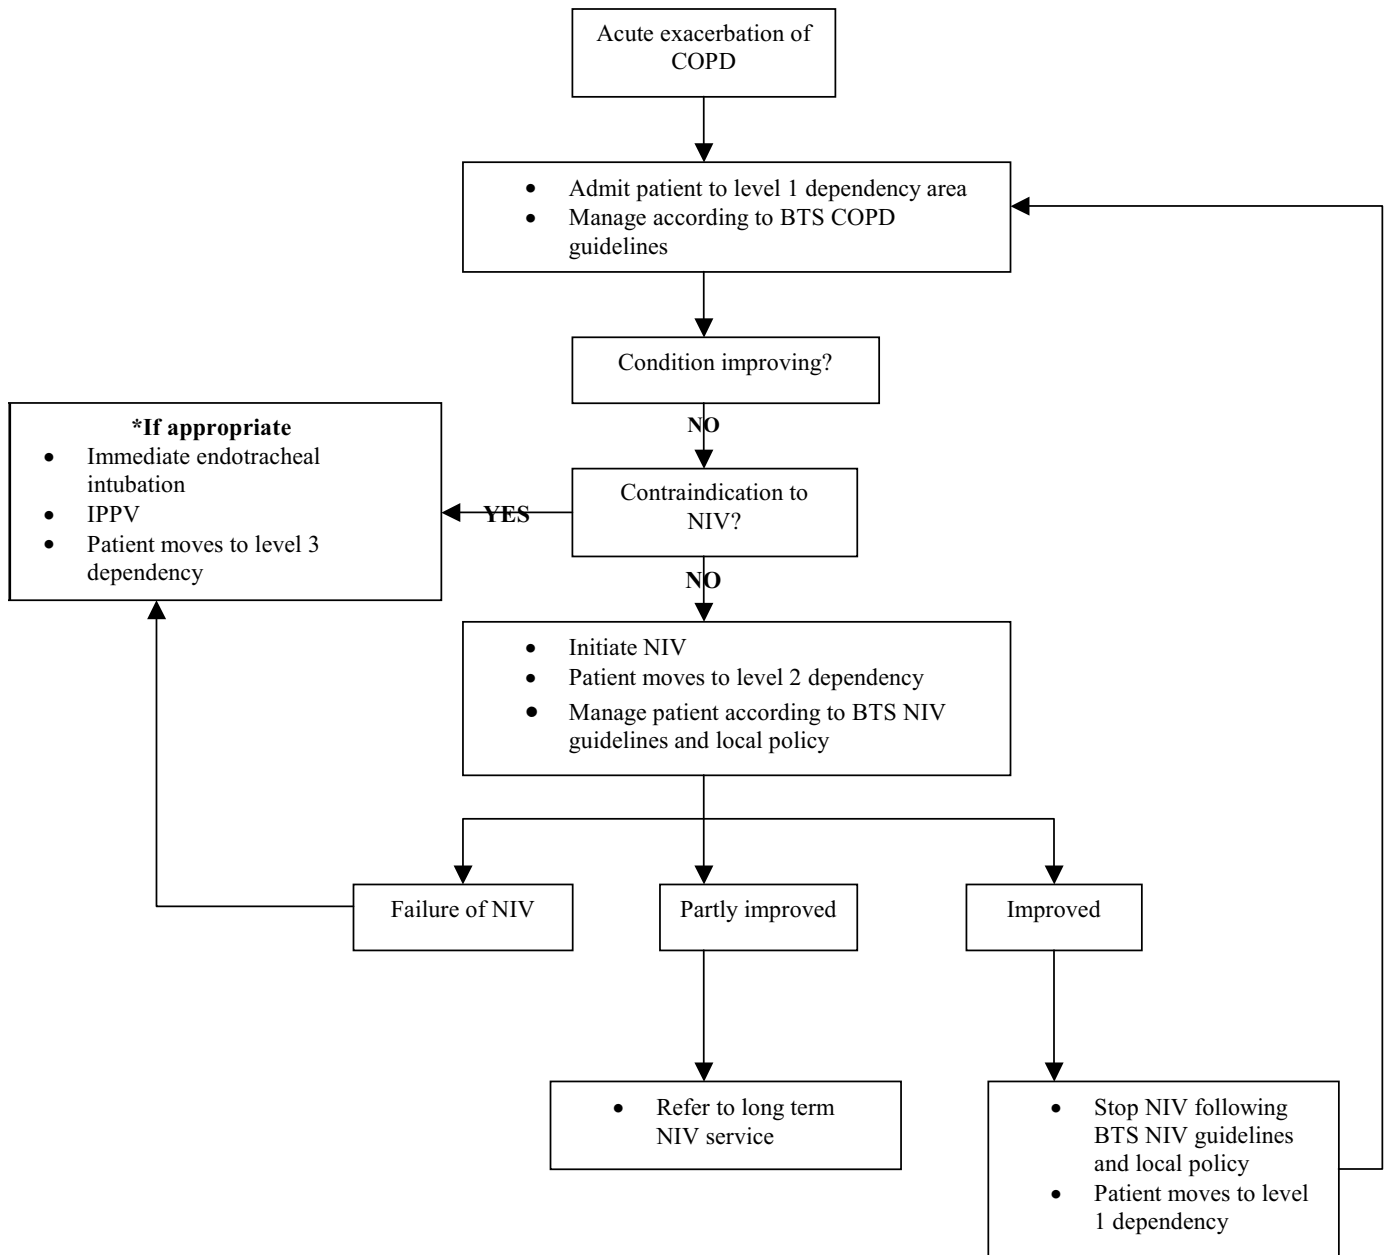 Acute exacerbation of
COPD
• Admit patient to level 1 dependency area
• Manage according to BTS COPD
guidelines
Condition improving?
NO
*If appropriate
• Immediate endotracheal
intubation
• IPPV
• Patient moves to level 3
dependency
YES
Contraindication to
NIV?
NO
• Initiate NIV
• Patient moves to level 2 dependency
• Manage patient according to BTS NIV
guidelines and local policy
Failure of NIV
Partly improved
Improved
• Refer to long term
NIV service
• Stop NIV following
BTS NIV guidelines
and local policy
• Patient moves to level
1 dependency